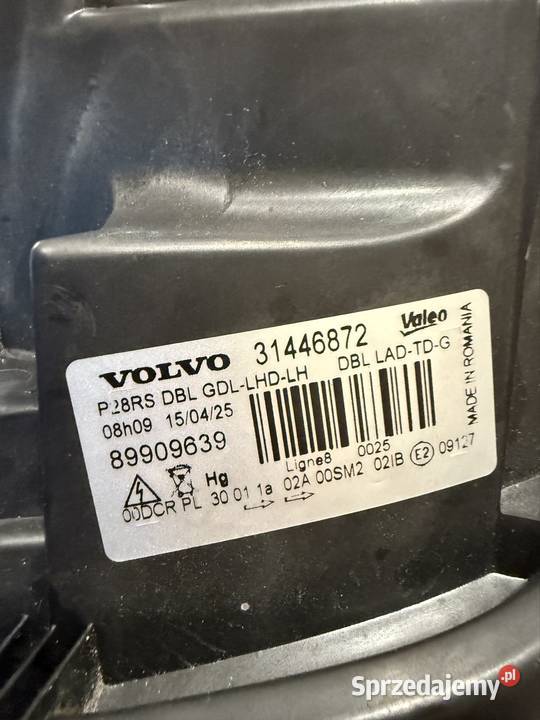 VOLVO 31446872 Valeo
P28RS DBL GDL-LHD-LH DBL LAD-TD-G
08h09 15/04/25
89909639
Ligne8 0025
Hg
00DCR PL 30 01 1a 02A 00SM2 02IB E2 09127
MADE IN ROMANIA
Sprzedajemy.pl